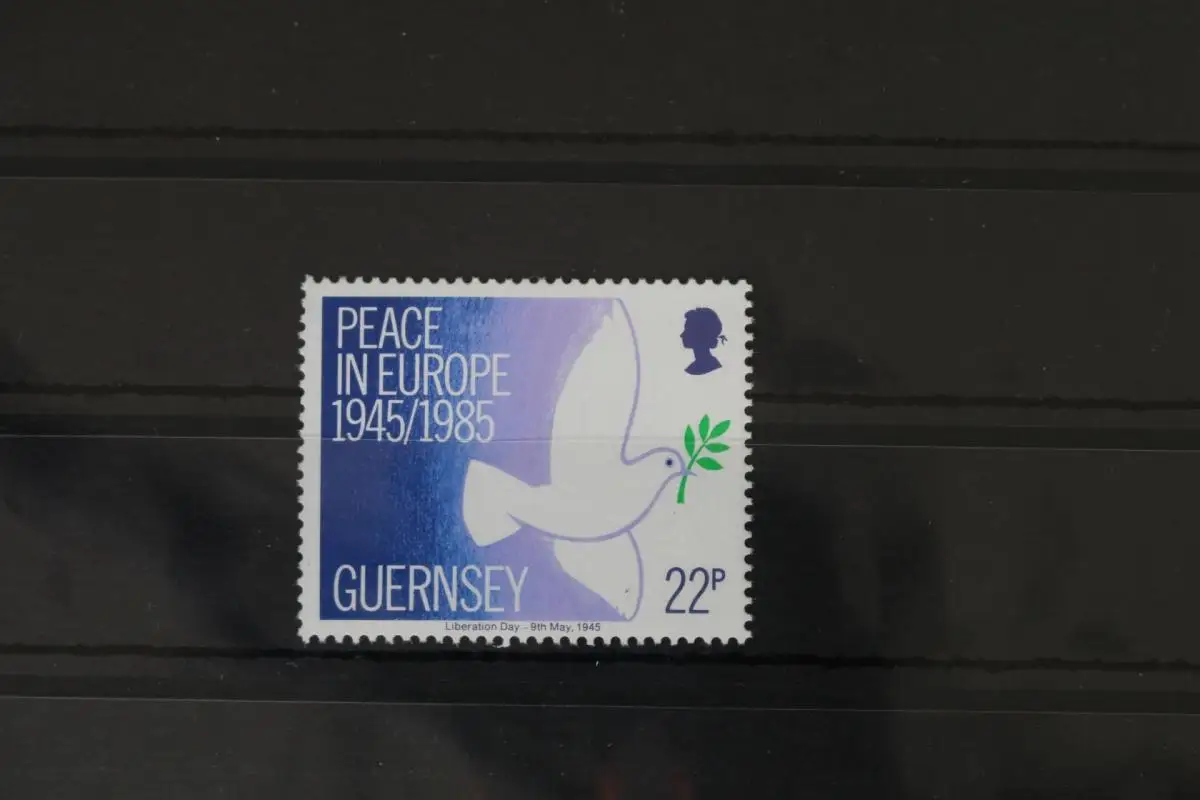 PEACE
IN EUROPE
1945/1985
GUERNSEY
22P
Liberation Day - 9th May, 1945